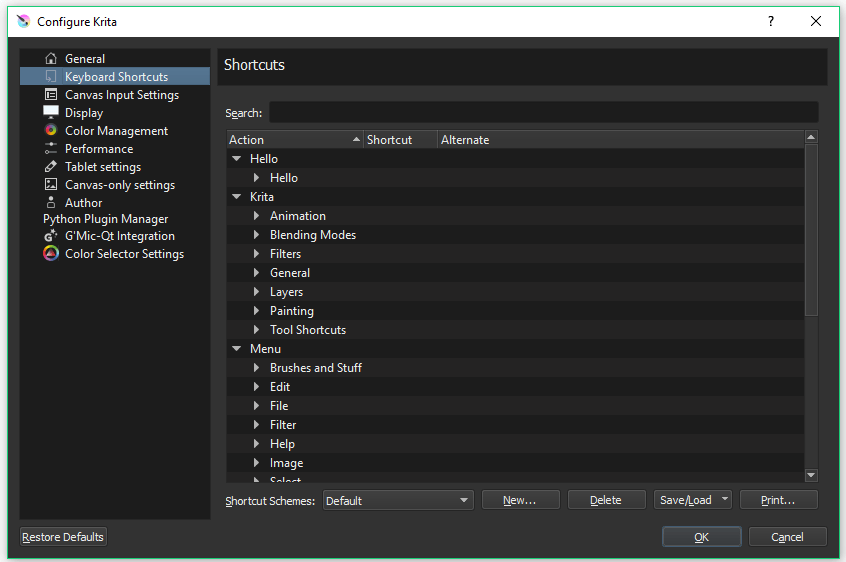 Configure Krita
?
General
Keyboard Shortcuts
Canvas Input Settings
Display
Color Management
Performance
Tablet settings
Canvas-only settings
Author
Python Plugin Manager
G'Mic-Qt Integration
Color Selector Settings
Shortcuts
Search:
Action Shortcut Alternate
Hello
Hello
Krita
Animation
Blending Modes
Filters
General
Layers
Painting
Tool Shortcuts
Menu
Brushes and Stuff
Edit
File
Filter
Help
Image
Select
Shortcut Schemes: Default New... Delete Save/Load Print...
Restore Defaults OK Cancel